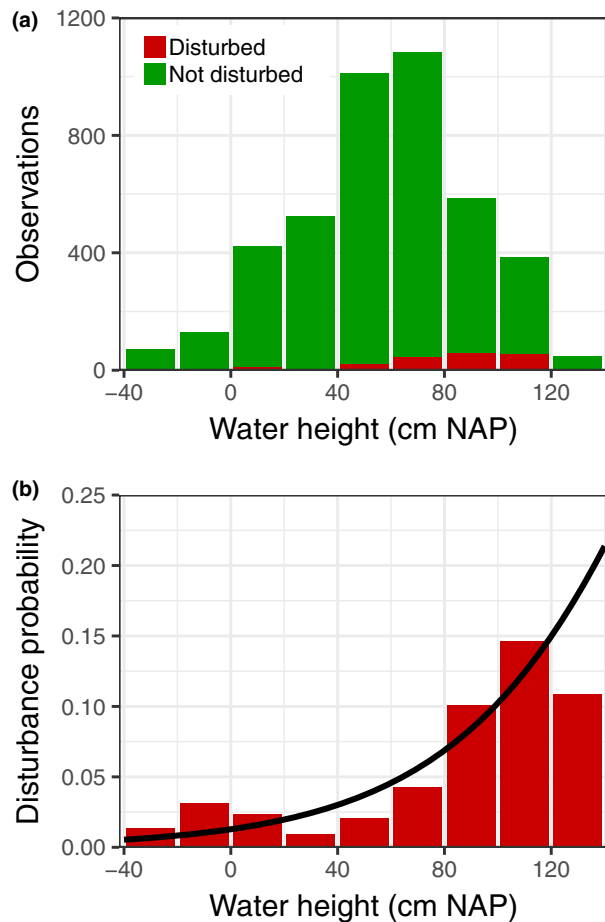 (a)
Disturbed
Not disturbed
Observations
1200
800
400
0
−40 0 40 80 120
Water height (cm NAP)
(b)
Disturbance probability
0.25
0.20
0.15
0.10
0.05
0.00
−40 0 40 80 120
Water height (cm NAP)